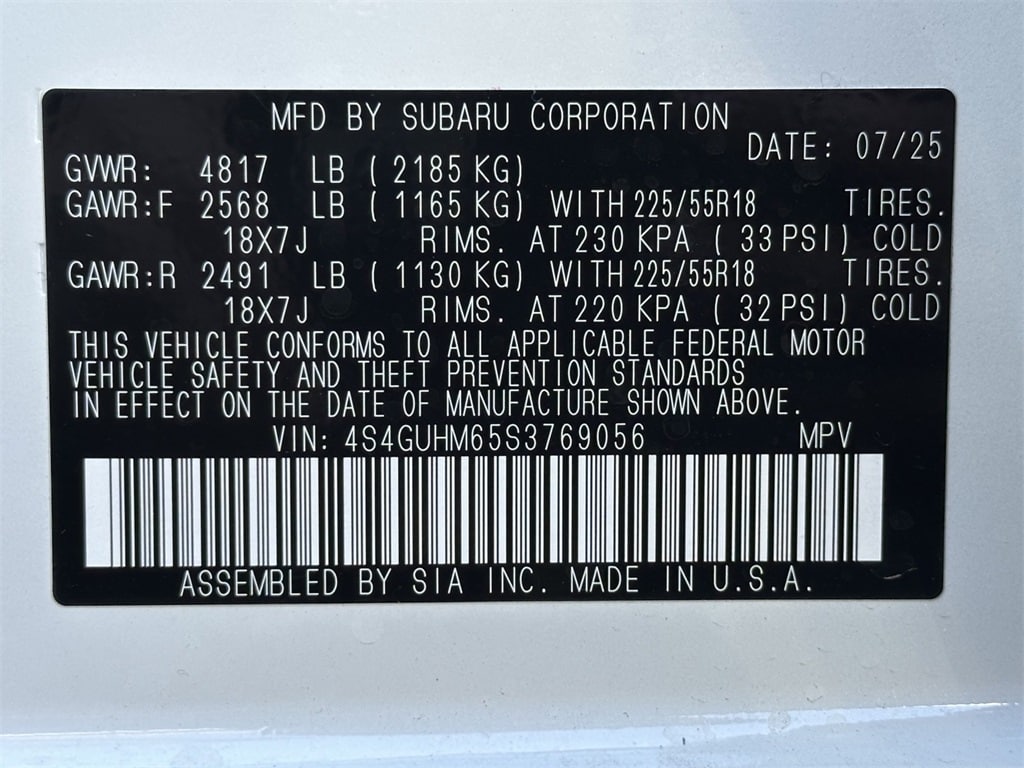 MFD BY SUBARU CORPORATION
DATE: 07/25
GVWR: 4817 LB ( 2185 KG)
GAWR:F 2568 LB ( 1165 KG) WITH 225/55R18 TIRES.
18X7J RIMS. AT 230 KPA ( 33 PSI) COLD
GAWR:R 2491 LB ( 1130 KG) WITH 225/55R18 TIRES.
18X7J RIMS. AT 220 KPA ( 32 PSI) COLD
THIS VEHICLE CONFORMS TO ALL APPLICABLE FEDERAL MOTOR
VEHICLE SAFETY AND THEFT PREVENTION STANDARDS
IN EFFECT ON THE DATE OF MANUFACTURE SHOWN ABOVE.
VIN: 4S4GUHM65S3769056 MPV
ASSEMBLED BY SIA INC. MADE IN U.S.A.